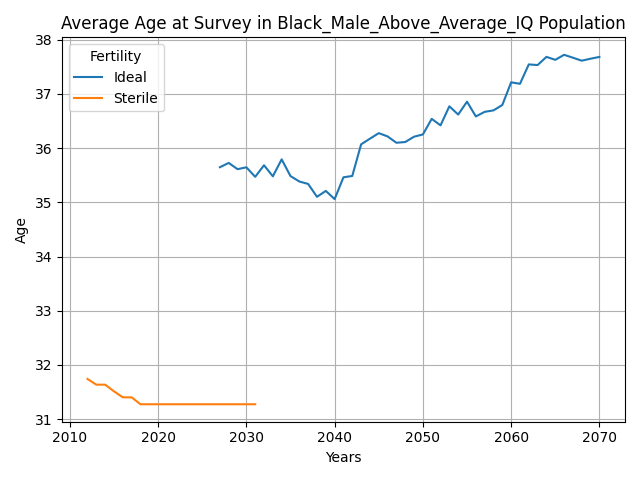 Average Age at Survey in Black_Male_Above_Average_IQ Population
Fertility
Ideal
Sterile
38
37
36
35
34
33
32
31
Age
2010 2020 2030 2040 2050 2060 2070
Years